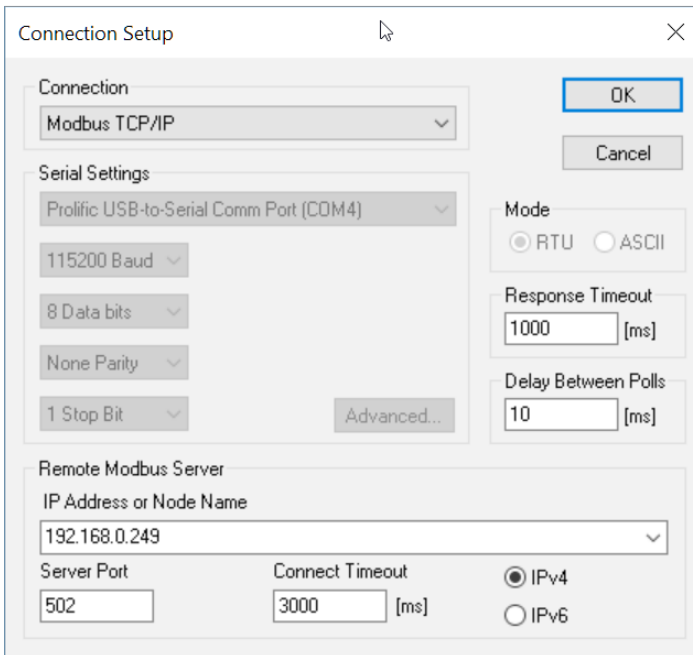 Connection Setup
Connection
OK
Modbus TCP/IP
Cancel
Serial Settings
Prolific USB-to-Serial Comm Port (COM4)
Mode
RTU ASCII
115200 Baud
Response Timeout
8 Data bits
1000 [ms]
None Parity
Delay Between Polls
1 Stop Bit
Advanced...
10 [ms]
Remote Modbus Server
IP Address or Node Name
192.168.0.249
Server Port Connect Timeout
IPv4
502 3000 [ms]
IPv6